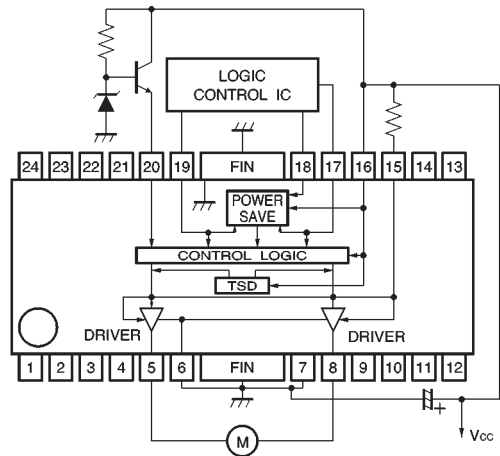 LOGIC
CONTROL IC
24 23 22 21 20 19 FIN 18 17 16 15 14 13
POWER
SAVE
CONTROL LOGIC
TSD
DRIVER DRIVER
1 2 3 4 5 6 FIN 7 8 9 10 11 12
+
Vcc
M